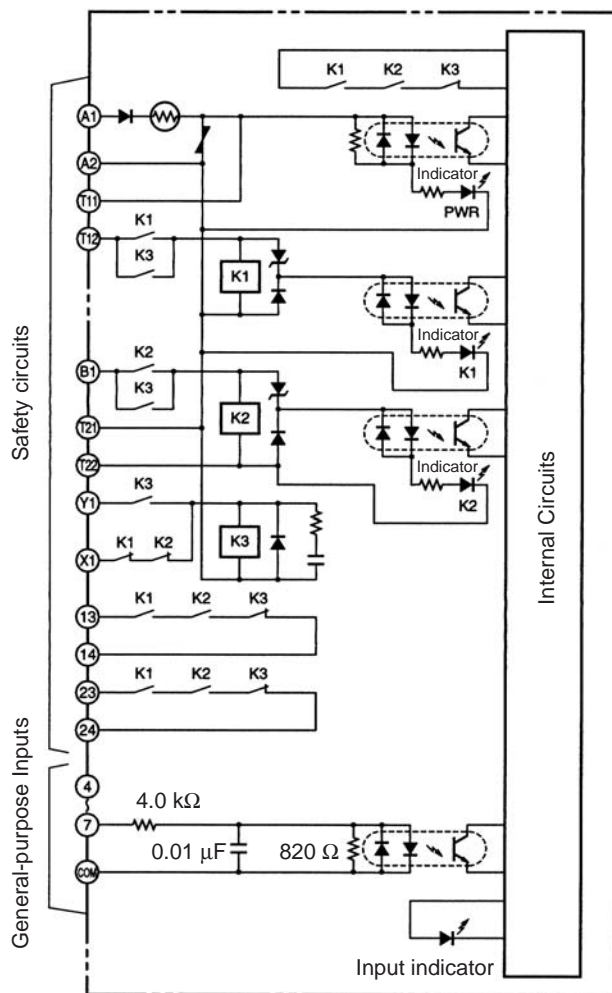 K1 K2 K3
A1
A2
Indicator
PWR
T11
T12
K1
K3
K1
Indicator
K1
B1
K2
K3
K2
T21
T22
Indicator
K2
Y1
K3
K3
X1
K1 K2
13
K1 K2 K3
14
23
K1 K2 K3
24
4
7
4.0 kΩ
0.01 μF
820 Ω
COM
Input indicator
Safety circuits
General-purpose Inputs
Internal Circuits